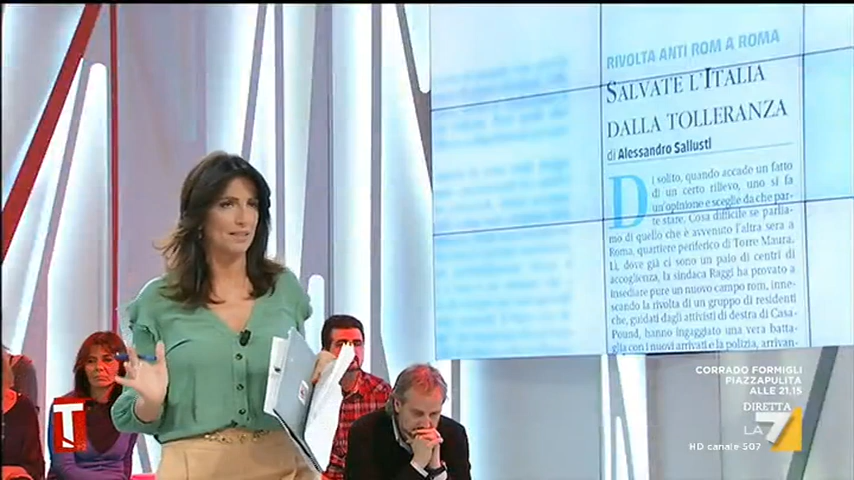 RIVOLTA ANTI ROM A ROMA
SALVATE L'ITALIA
DALLA TOLLERANZA
di Alessandro Sallusti
Di solito, quando accade un fatto
di un certo rilievo, uno si fa
un'opinione e sceglie da che par-
te stare. Cosa difficile se parlia-
mo di quello che è avvenuto l'altra sera a
Roma, quartiere periferico di Torre Maura.
Lì, dove già ci sono un paio di centri di
accoglienza, la sindaca Raggi ha provato a
insediare pure un nuovo campo rom, inne-
scando la rivolta di un gruppo di residenti
che, guidati dagli attivisti di destra di Casa-
Pound, hanno ingaggiato una vera batta-
glia con i nuovi arrivati e la polizia, arrivan-
CORRADO FORMIGLI
PIAZZAPULITA
ALLE 21.15
DIRETTA
LA7
HD canale 507
T